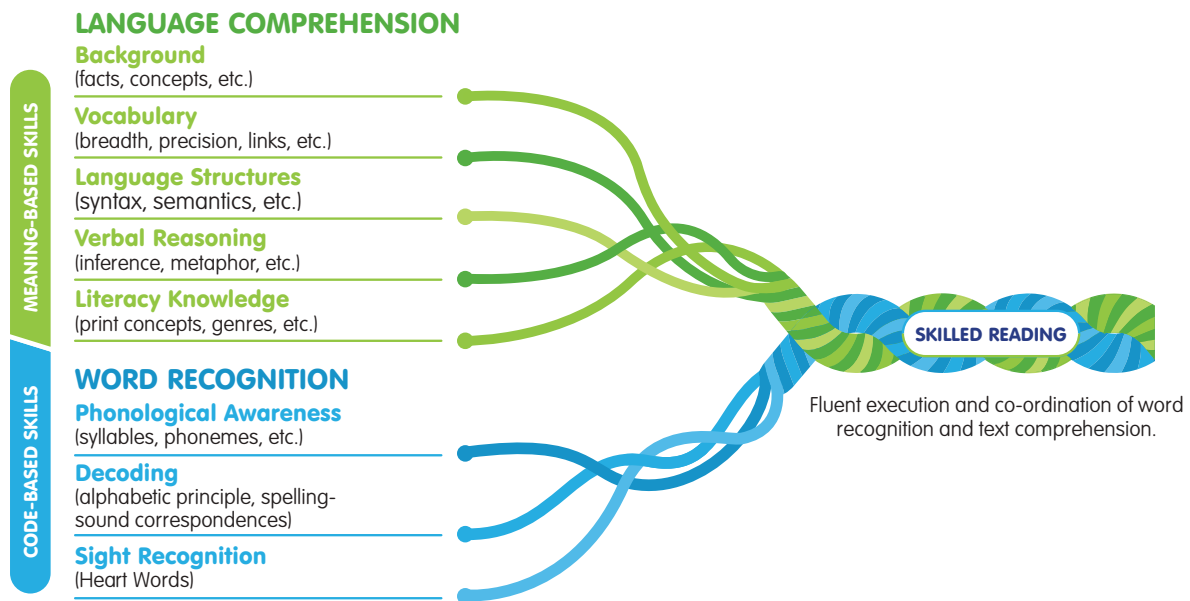 LANGUAGE COMPREHENSION
Background
(facts, concepts, etc.)
Vocabulary
(breadth, precision, links, etc.)
Language Structures
(syntax, semantics, etc.)
Verbal Reasoning
(inference, metaphor, etc.)
Literacy Knowledge
(print concepts, genres, etc.)
MEANING-BASED SKILLS
WORD RECOGNITION
Phonological Awareness
(syllables, phonemes, etc.)
Decoding
(alphabetic principle, spelling-
sound correspondences)
Sight Recognition
(Heart Words)
CODE-BASED SKILLS
SKILLED READING
Fluent execution and co-ordination of word
recognition and text comprehension.